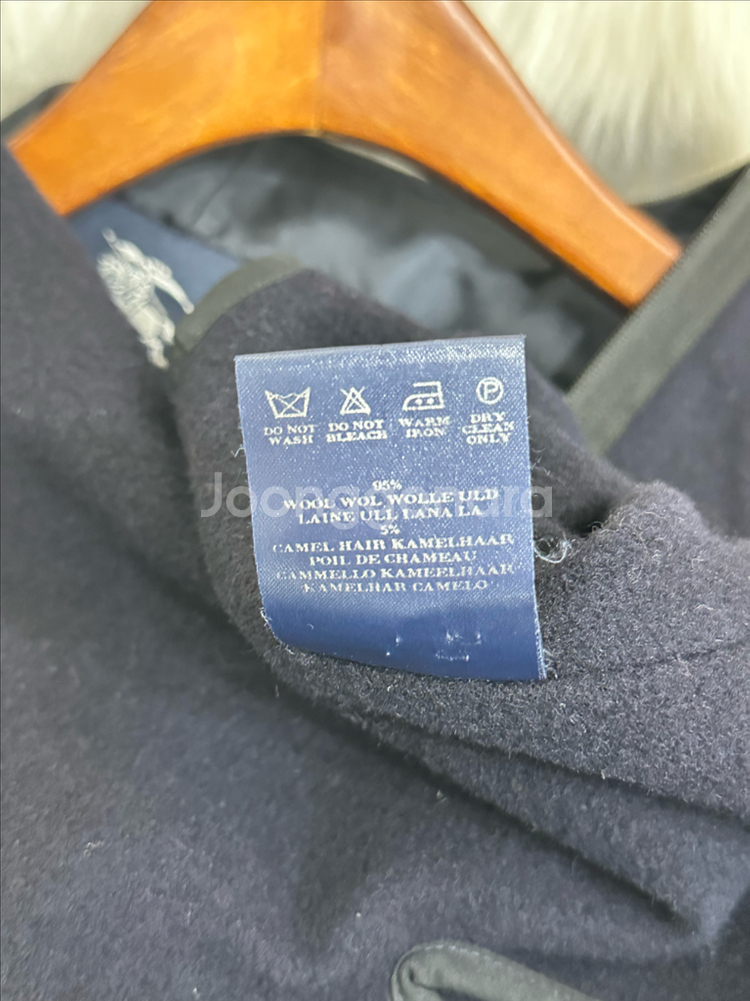 DO NOT WASH
DO NOT BLEACH
WARM IRON
P
DRY CLEAN ONLY
95%
WOOL WOL WOLLE ULD
LAINE ULL LANA LA
5%
CAMEL HAIR KAMELHAAR
POIL DE CHAMEAU
CAMMELLO KAMEELHAAR
KAMELHAR CAMELO
Joonggonara